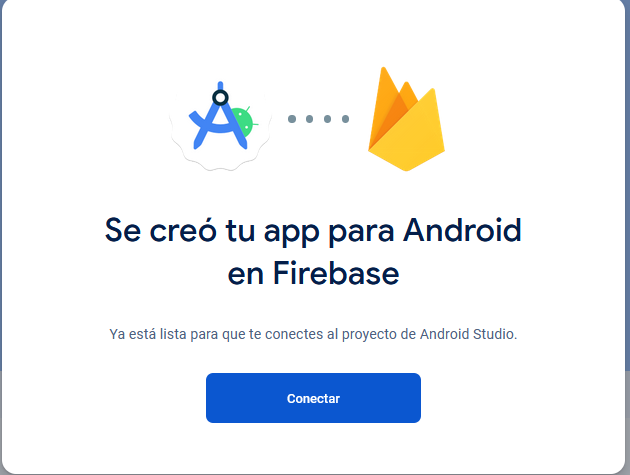 Se creó tu app para Android
en Firebase
Ya está lista para que te conectes al proyecto de Android Studio.
Conectar